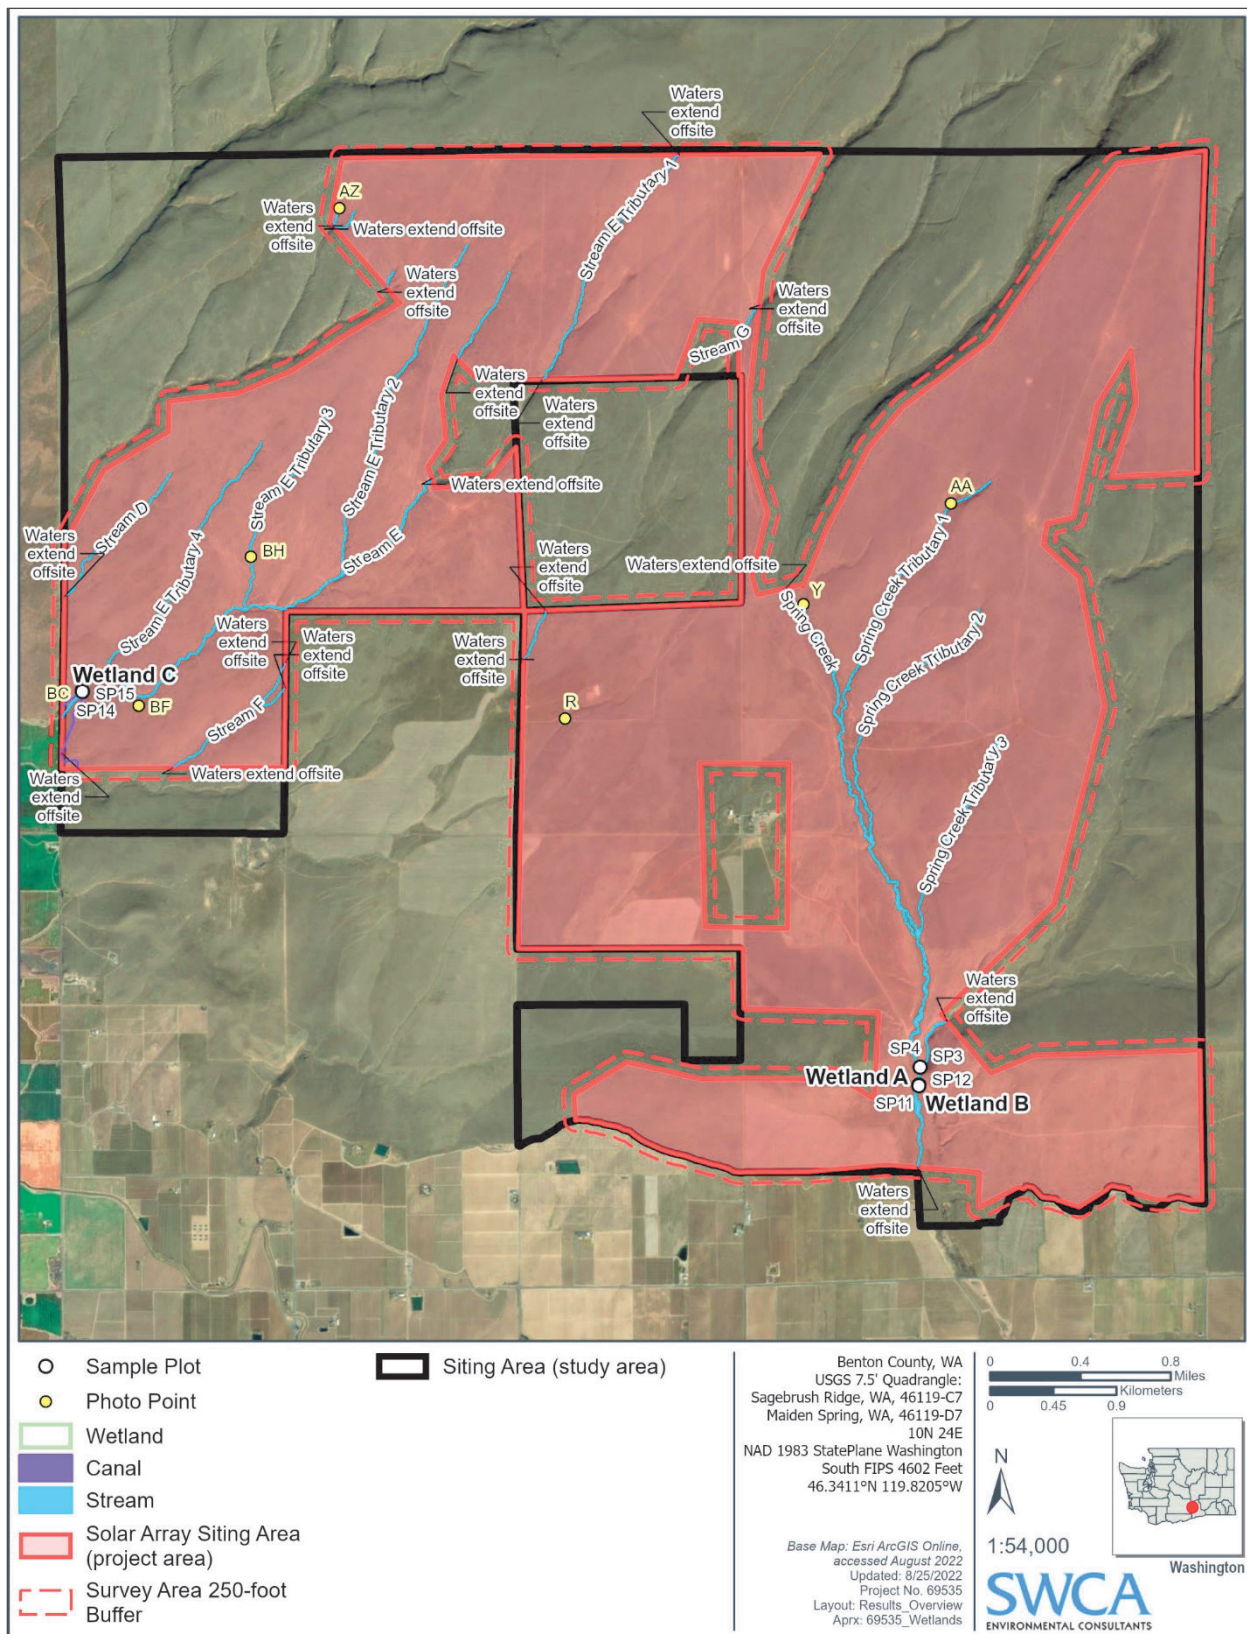 Waters
extend
offsite
AZ
Waters
extend
offsite
Waters extend offsite
Stream E Tributary 1
Waters
extend
offsite
Waters
extend
offsite
Stream G
Waters
extend
offsite
Stream E Tributary 2
Waters
extend
offsite
Stream E Tributary 3
Waters extend offsite
Stream D
AA
Waters
extend
offsite
Stream E Tributary 4
BH
Stream E
Waters
extend
offsite
Waters extend offsite
Y
Spring Creek
Spring Creek Tributary 1
Spring Creek Tributary 2
Waters
extend
offsite
Waters
extend
offsite
Waters
extend
offsite
Wetland C
BC
SP15
SP14
BF
Stream F
R
Waters extend offsite
Waters
extend
offsite
Spring Creek Tributary 3
Waters
extend
offsite
SP4
SP3
Wetland A
SP12
SP11
Wetland B
Waters
extend
offsite
Sample Plot
Photo Point
Wetland
Canal
Stream
Solar Array Siting Area
(project area)
Survey Area 250-foot
Buffer
Siting Area (study area)
Benton County, WA
USGS 7.5' Quadrangle:
Sagebrush Ridge, WA, 46119-C7
Maiden Spring, WA, 46119-D7
10N 24E
NAD 1983 StatePlane Washington
South FIPS 4602 Feet
46.3411°N 119.8205°W
Base Map: Esri ArcGIS Online,
accessed August 2022
Updated: 8/25/2022
Project No. 69535
Layout: Results_Overview
Aprx: 69535_Wetlands
0 0.4 0.8
Miles
Kilometers
0 0.45 0.9
N
1:54,000
Washington
SWCA
ENVIRONMENTAL CONSULTANTS